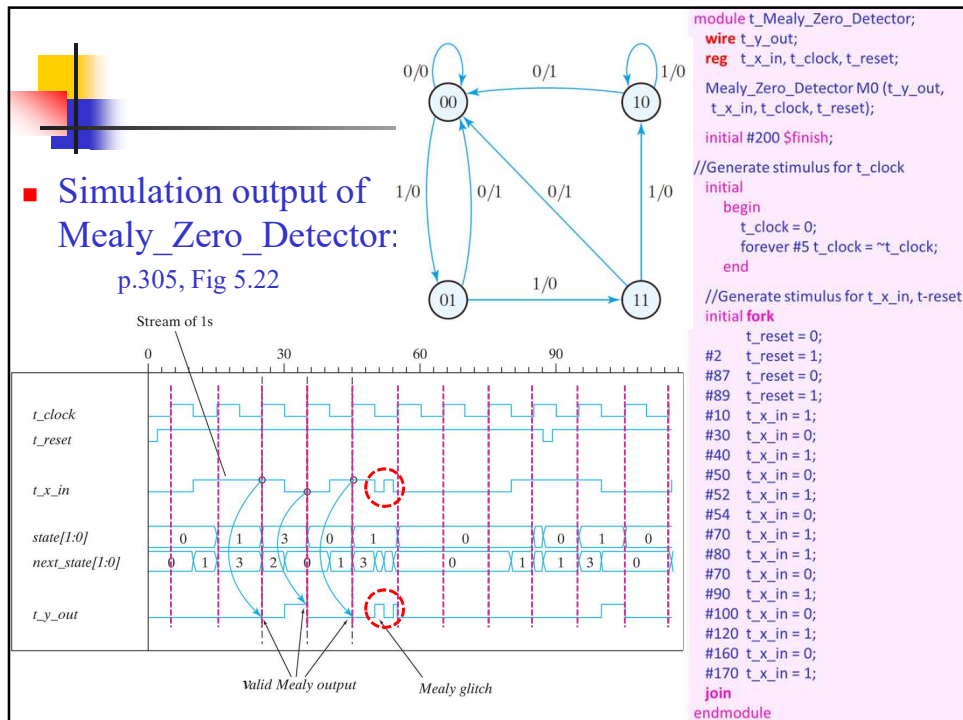 Simulation output of
Mealy_Zero_Detector:
p.305, Fig 5.22
0/0
00
0/1
10
1/0
1/0
0/1
0/1
1/0
01
1/0
11
Stream of 1s
0 30 60 90
t_clock
t_reset
t_x_in
state[1:0] 0 1 3 0 1 0 0 1 0
next_state[1:0] 0 1 3 2 0 1 3 0 1 1 3 0
t_y_out
valid Mealy output
Mealy glitch
module t_Mealy_Zero_Detector;
wire t_y_out;
reg t_x_in, t_clock, t_reset;
Mealy_Zero_Detector M0 (t_y_out,
t_x_in, t_clock, t_reset);
initial #200 $finish;
//Generate stimulus for t_clock
initial
begin
t_clock = 0;
forever #5 t_clock = ~t_clock;
end
//Generate stimulus for t_x_in, t-reset
initial fork
t_reset = 0;
#2 t_reset = 1;
#87 t_reset = 0;
#89 t_reset = 1;
#10 t_x_in = 1;
#30 t_x_in = 0;
#40 t_x_in = 1;
#50 t_x_in = 0;
#52 t_x_in = 1;
#54 t_x_in = 0;
#70 t_x_in = 1;
#80 t_x_in = 1;
#70 t_x_in = 0;
#90 t_x_in = 1;
#100 t_x_in = 0;
#120 t_x_in = 1;
#160 t_x_in = 0;
#170 t_x_in = 1;
join
endmodule